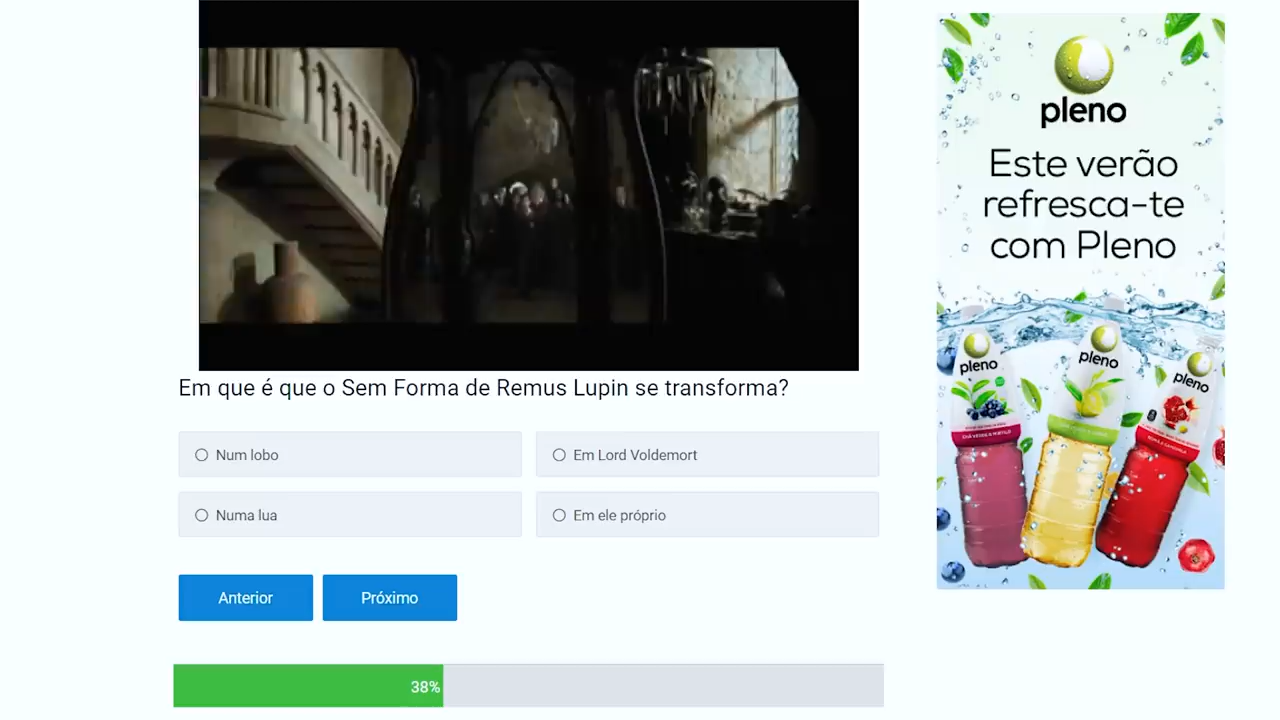 Em que é que o Sem Forma de Remus Lupin se transforma?
Num lobo
Em Lord Voldemort
Numa lua
Em ele próprio
Anterior
Próximo
38%
pleno
Este verão
refresca-te
com Pleno
pleno
pleno
pleno